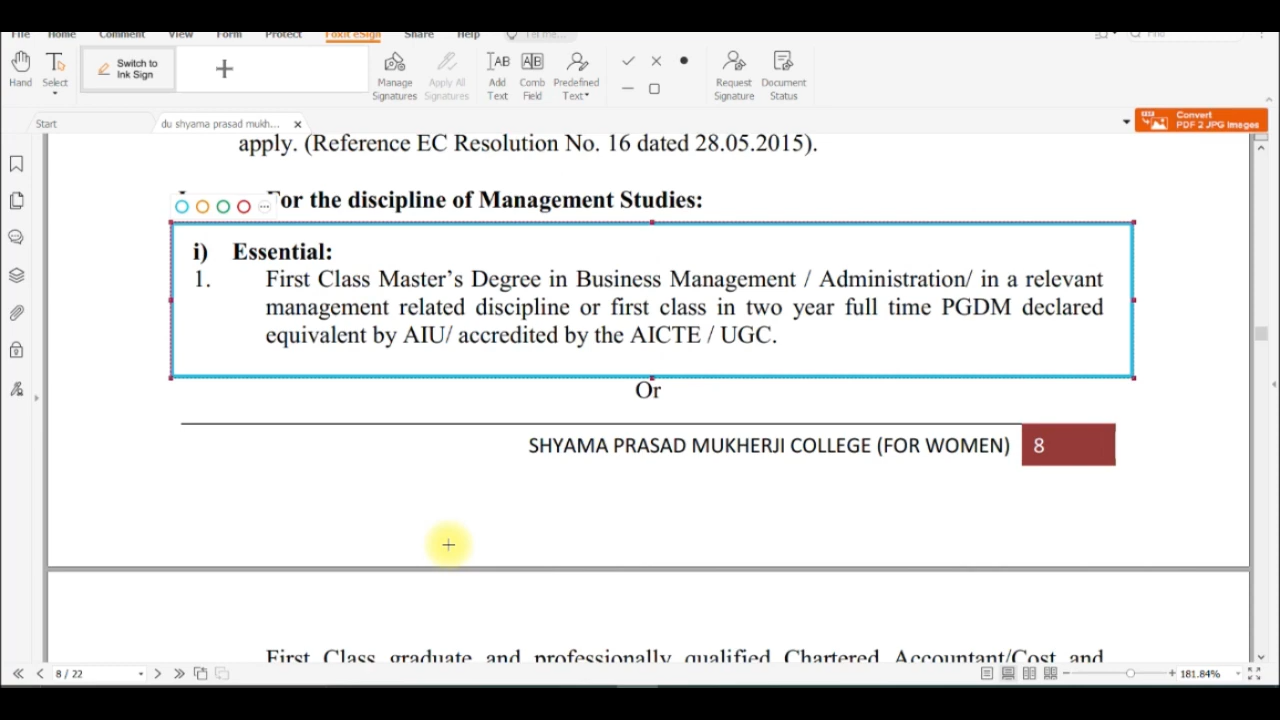 File Home Comment View Form Protect Foxit eSign Share Help Tell me... Find
Switch to
Ink Sign
Hand Select Manage
Signatures Apply All
Signatures Add
Text Comb
Field Predefined
Text Request
Signature Document
Status
Start du shyama prasad mukh...
Convert
PDF 2 JPG Images
apply. (Reference EC Resolution No. 16 dated 28.05.2015).
For the discipline of Management Studies:
i) Essential:
1. First Class Master’s Degree in Business Management / Administration/ in a relevant
management related discipline or first class in two year full time PGDM declared
equivalent by AIU/ accredited by the AICTE / UGC.
Or
SHYAMA PRASAD MUKHERJI COLLEGE (FOR WOMEN) 8
First Class graduate and professionally qualified Chartered Accountant/Cost and
8 / 22
181.84%